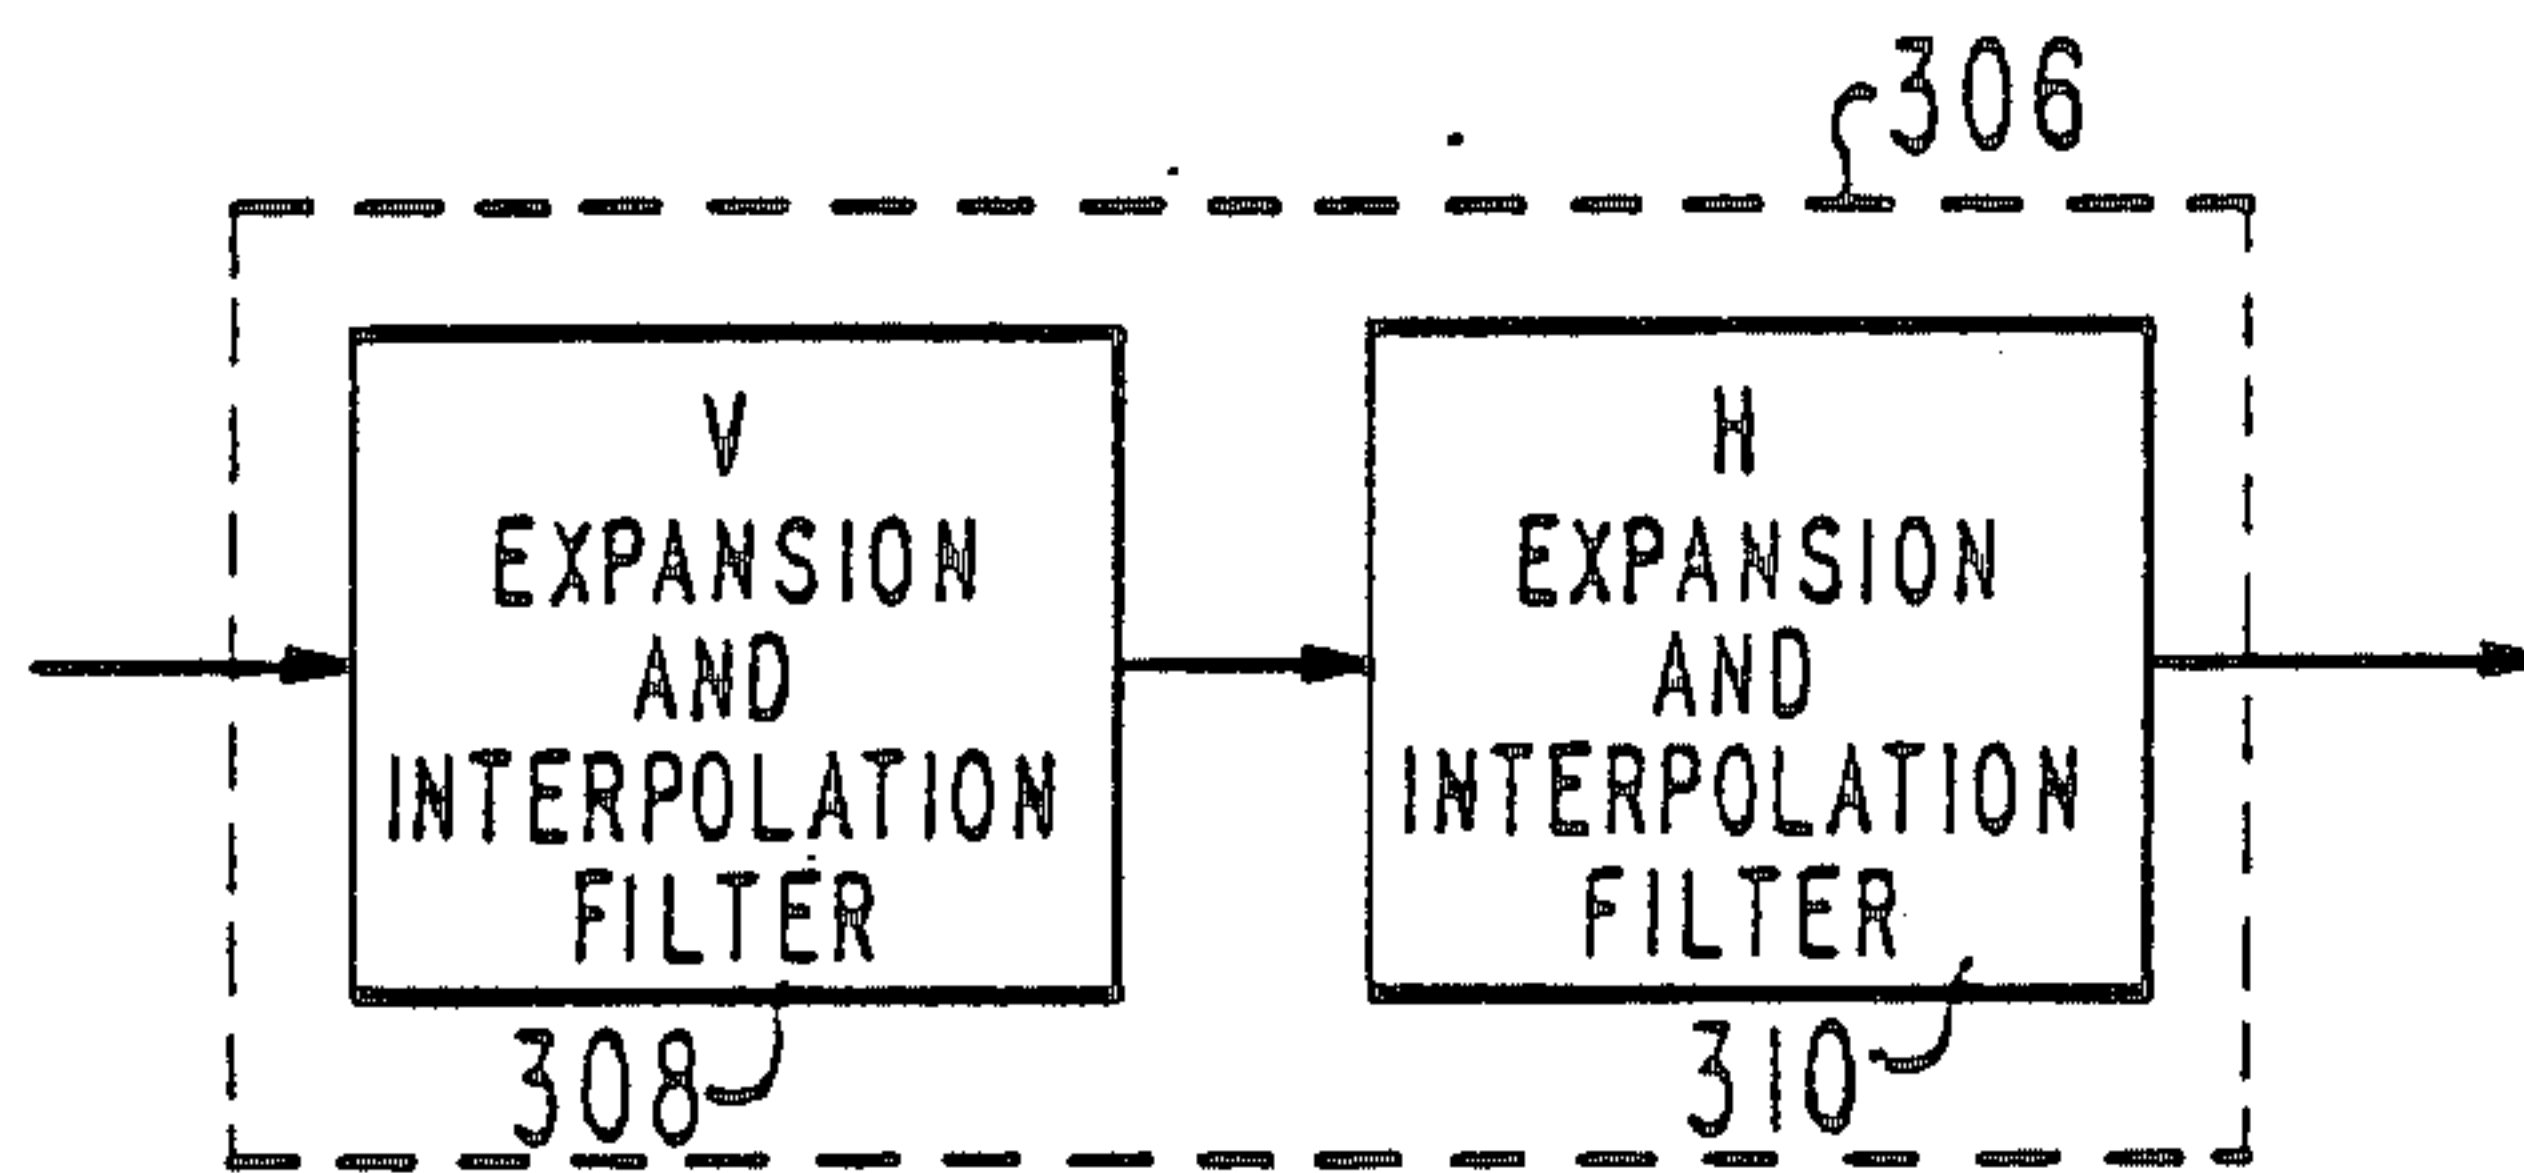 306
V
EXPANSION
AND
INTERPOLATION
FILTER
308
H
EXPANSION
AND
INTERPOLATION
FILTER
310